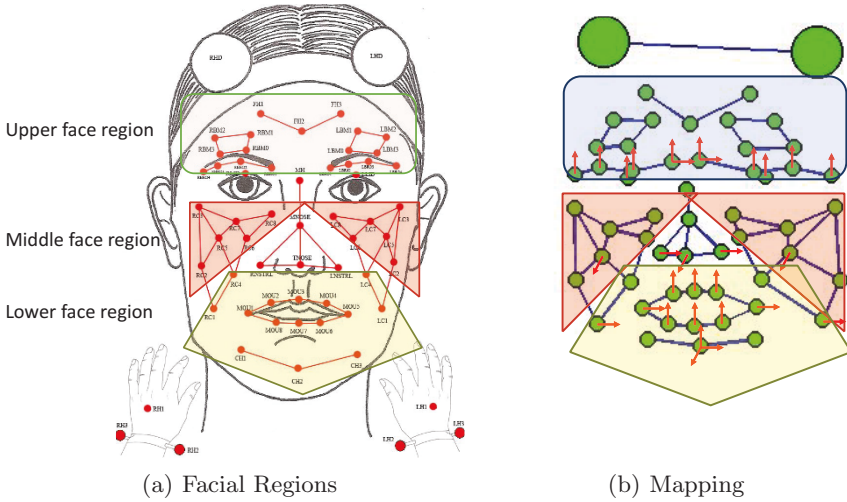 RHD LHD
Upper face region
FH1 FH3
FH2
RBM2 RBM3 LBM1 LBM2
RBM3 RBM0 LBM0 LBM3
MH
Middle face region
RC3 RC8 LC8 LC3
RC7 MNOSE LC7
RC5 RC6 LC6 LC5
RC2 TNOSE LC2
RC4 RNSTRL LNSTRL LC4
Lower face region
MOU2 MOU3 MOU4
MOU1 MOU5
RC1 LC1
MOU8 MOU7 MOU6
CH1 CH3
CH2
RH1 LH1
RH3 LH3
RH2 LH2
(a) Facial Regions (b) Mapping